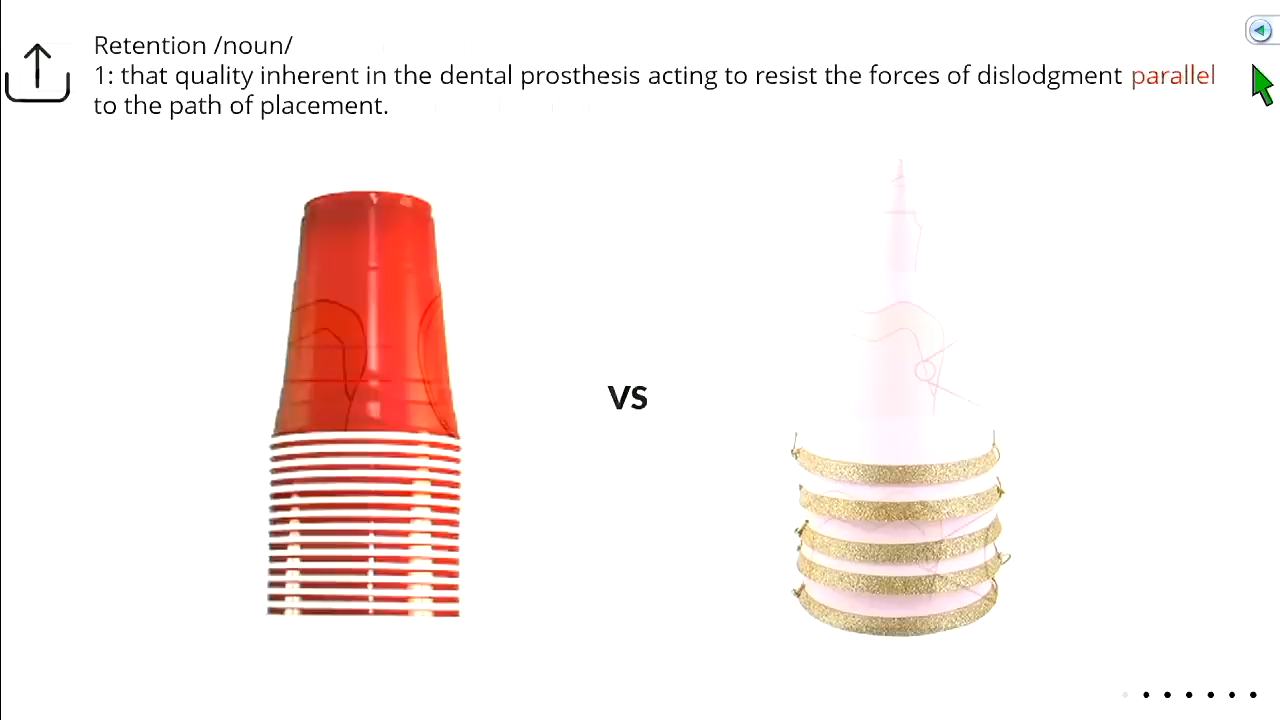 Retention /noun/
1: that quality inherent in the dental prosthesis acting to resist the forces of dislodgment parallel
to the path of placement.
VS